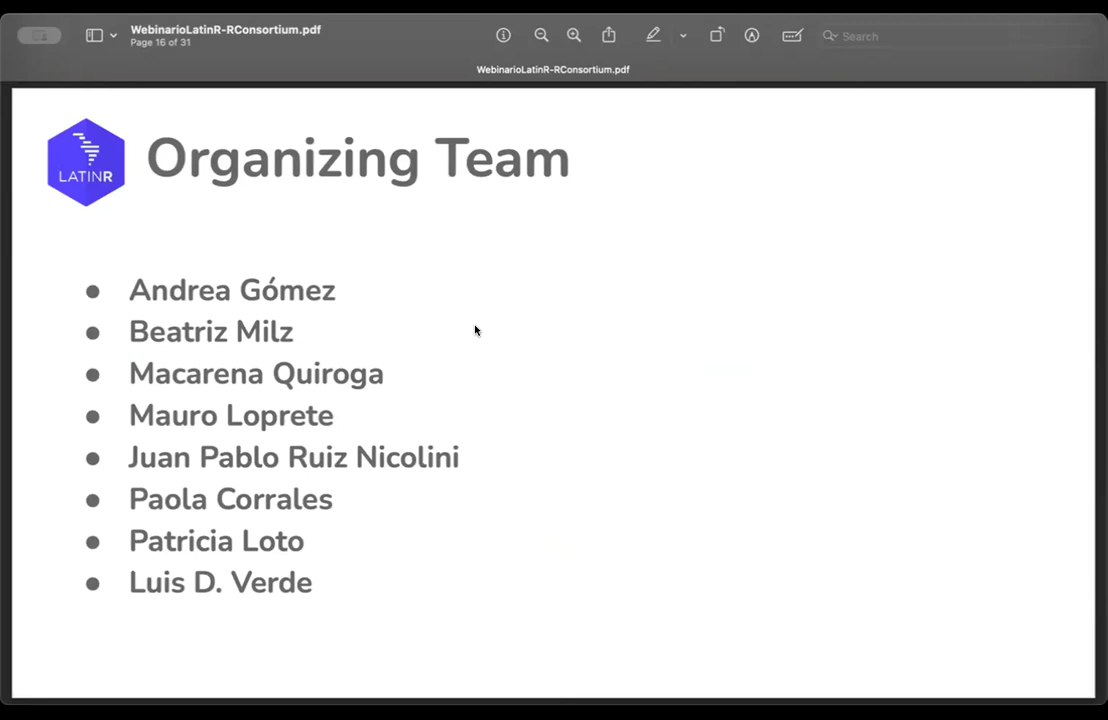 WebinarioLatinR-RConsortium.pdf
Page 16 of 31
Search
WebinarioLatinR-RConsortium.pdf
LATINR
Organizing Team
● Andrea Gómez
● Beatriz Milz
● Macarena Quiroga
● Mauro Loprete
● Juan Pablo Ruiz Nicolini
● Paola Corrales
● Patricia Loto
● Luis D. Verde